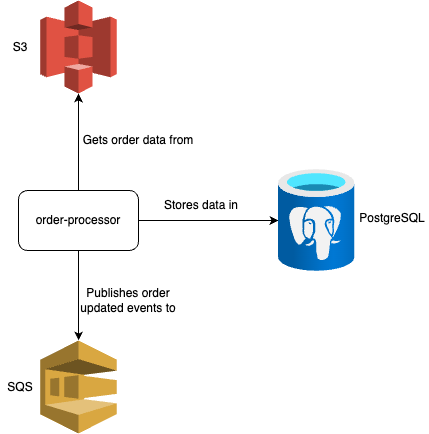 S3
Gets order data from
order-processor
Stores data in
PostgreSQL
Publishes order
updated events to
SQS